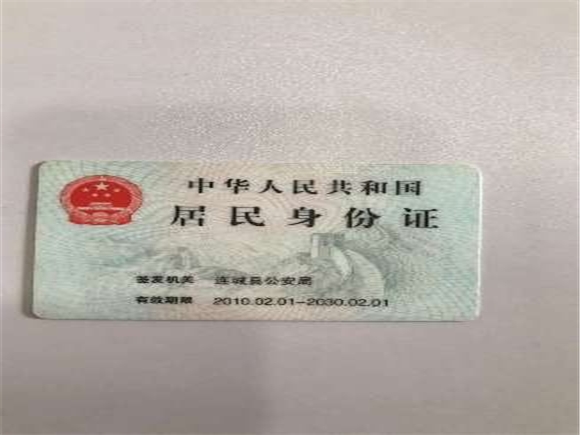 中华人民共和国
居民身份证
签发机关 连城县公安局
有效期限 2010.02.01-2030.02.01